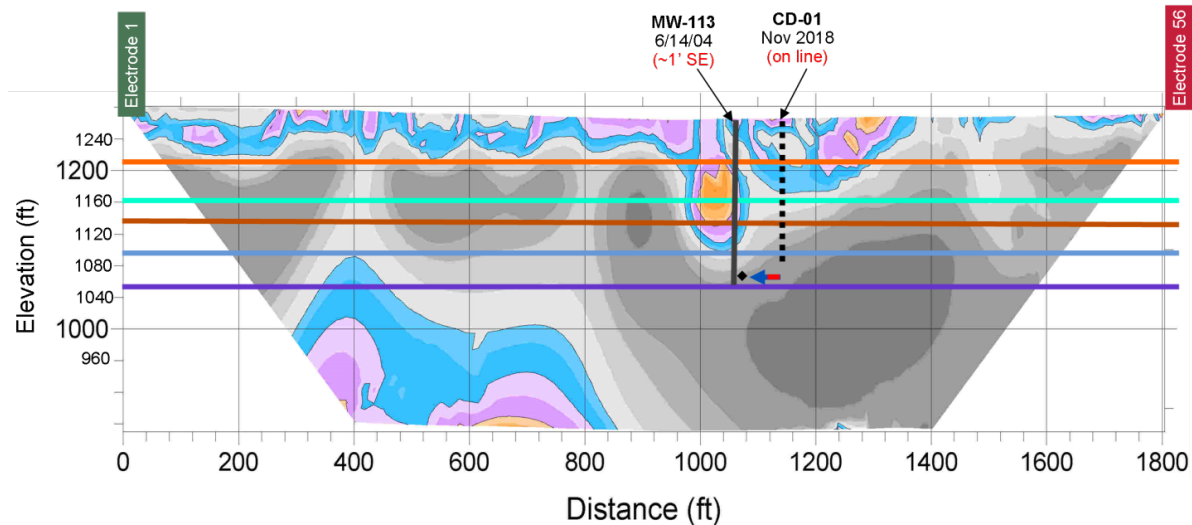 MW-113
6/14/04
(~1' SE)
CD-01
Nov 2018
(on line)
Electrode 1
Electrode 56
1240
1200
1160
1120
1080
1040
1000
960
Elevation (ft)
0 200 400 600 800 1000 1200 1400 1600 1800
Distance (ft)